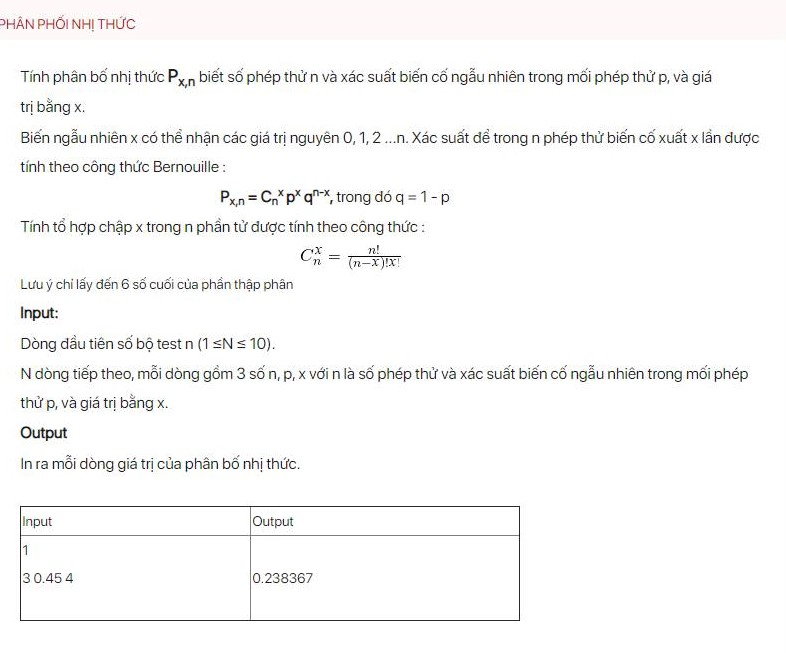 PHÂN PHỐI NHỊ THỨC
Tính phân bố nhị thức Px,n biết số phép thử n và xác suất biến cố ngẫu nhiên trong mỗi phép thử p, và giá
trị bằng x.
Biến ngẫu nhiên x có thể nhận các giá trị nguyên 0, 1, 2 ...n. Xác suất để trong n phép thử biến cố xuất x lần được
tính theo công thức Bernouille :
Px,n = Cnˣ pˣ qⁿ⁻ˣ, trong đó q = 1 - p
Tính tổ hợp chập x trong n phần tử được tính theo công thức :
C_n^x = n! / (n−x)!x!
Lưu ý chỉ lấy đến 6 số cuối của phần thập phân
Input:
Dòng đầu tiên số bộ test n (1 ≤N ≤ 10).
N dòng tiếp theo, mỗi dòng gồm 3 số n, p, x với n là số phép thử và xác suất biến cố ngẫu nhiên trong mỗi phép
thử p, và giá trị bằng x.
Output
In ra mỗi dòng giá trị của phân bố nhị thức.
Input Output
1
3 0.45 4 0.238367